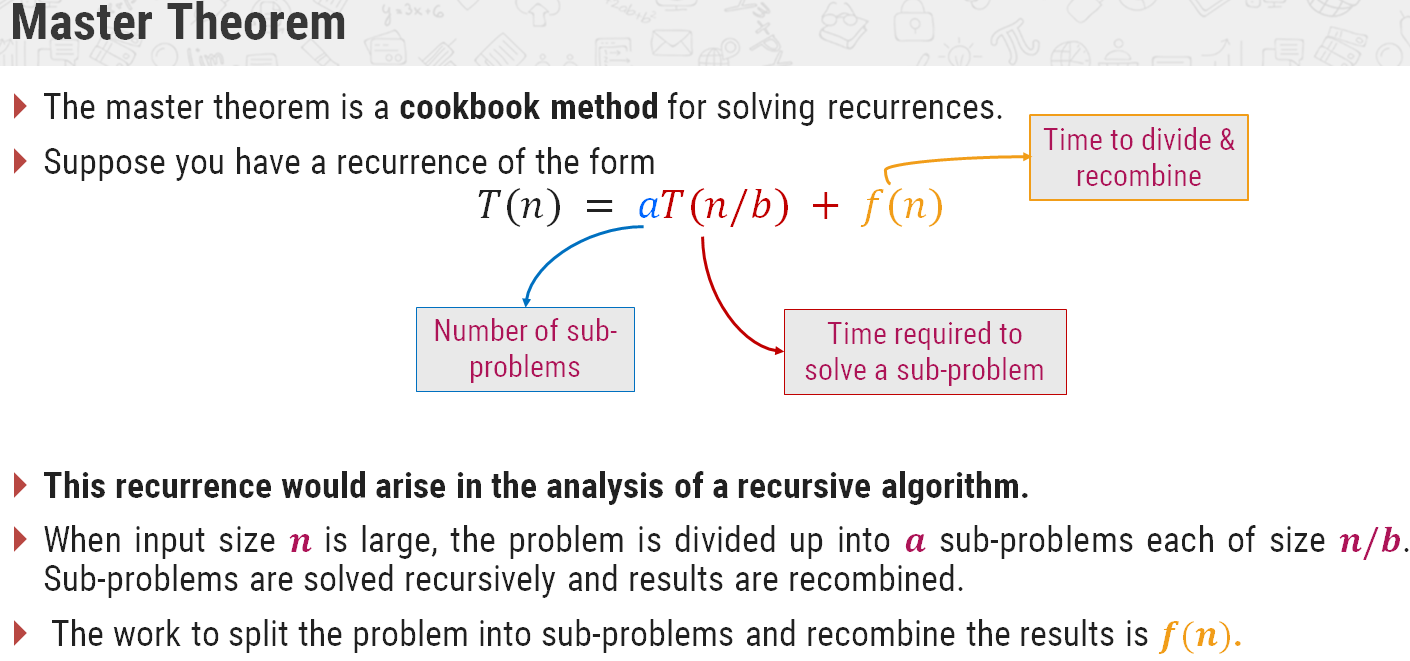 Master Theorem
The master theorem is a cookbook method for solving recurrences.
Suppose you have a recurrence of the form
T(n) = aT(n/b) + f(n)
Time to divide &
recombine
Number of sub-
problems
Time required to
solve a sub-problem
This recurrence would arise in the analysis of a recursive algorithm.
When input size n is large, the problem is divided up into a sub-problems each of size n/b.
Sub-problems are solved recursively and results are recombined.
The work to split the problem into sub-problems and recombine the results is f(n).